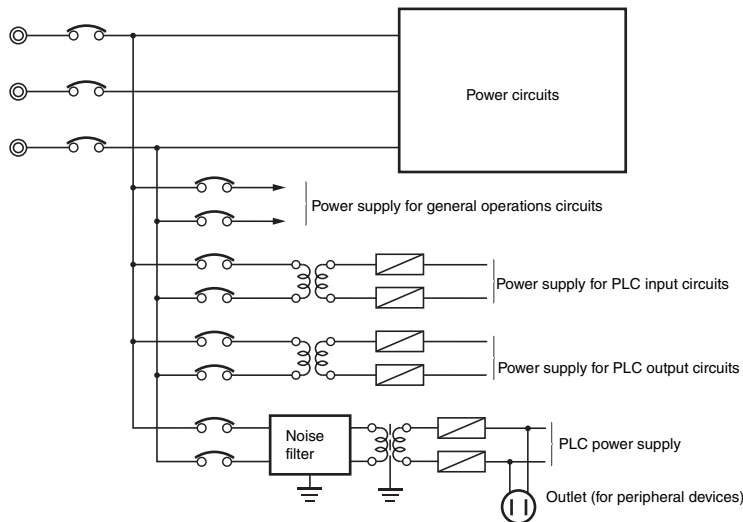 Power circuits
Power supply for general operations circuits
Power supply for PLC input circuits
Power supply for PLC output circuits
Noise
filter
PLC power supply
Outlet (for peripheral devices)